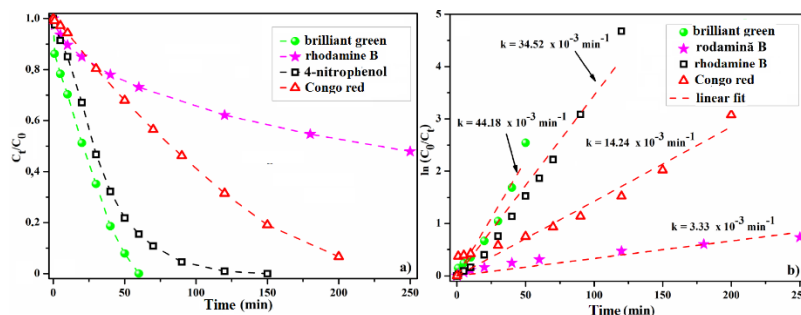 1,0
0,8
0,6
0,4
0,2
0,0
C_t/C_0
0
50
100
150
200
250
Time (min)
brilliant green
rhodamine B
4-nitrophenol
Congo red
a)
6
5
4
3
2
1
0
ln (C_0/C_t)
0
50
100
150
200
250
Time (min)
brilliant green
rodamină B
rhodamine B
Congo red
linear fit
k = 34.52 x 10^-3 min^-1
k = 44.18 x 10^-3 min^-1
k = 14.24 x 10^-3 min^-1
k = 3.33 x 10^-3 min^-1
b)